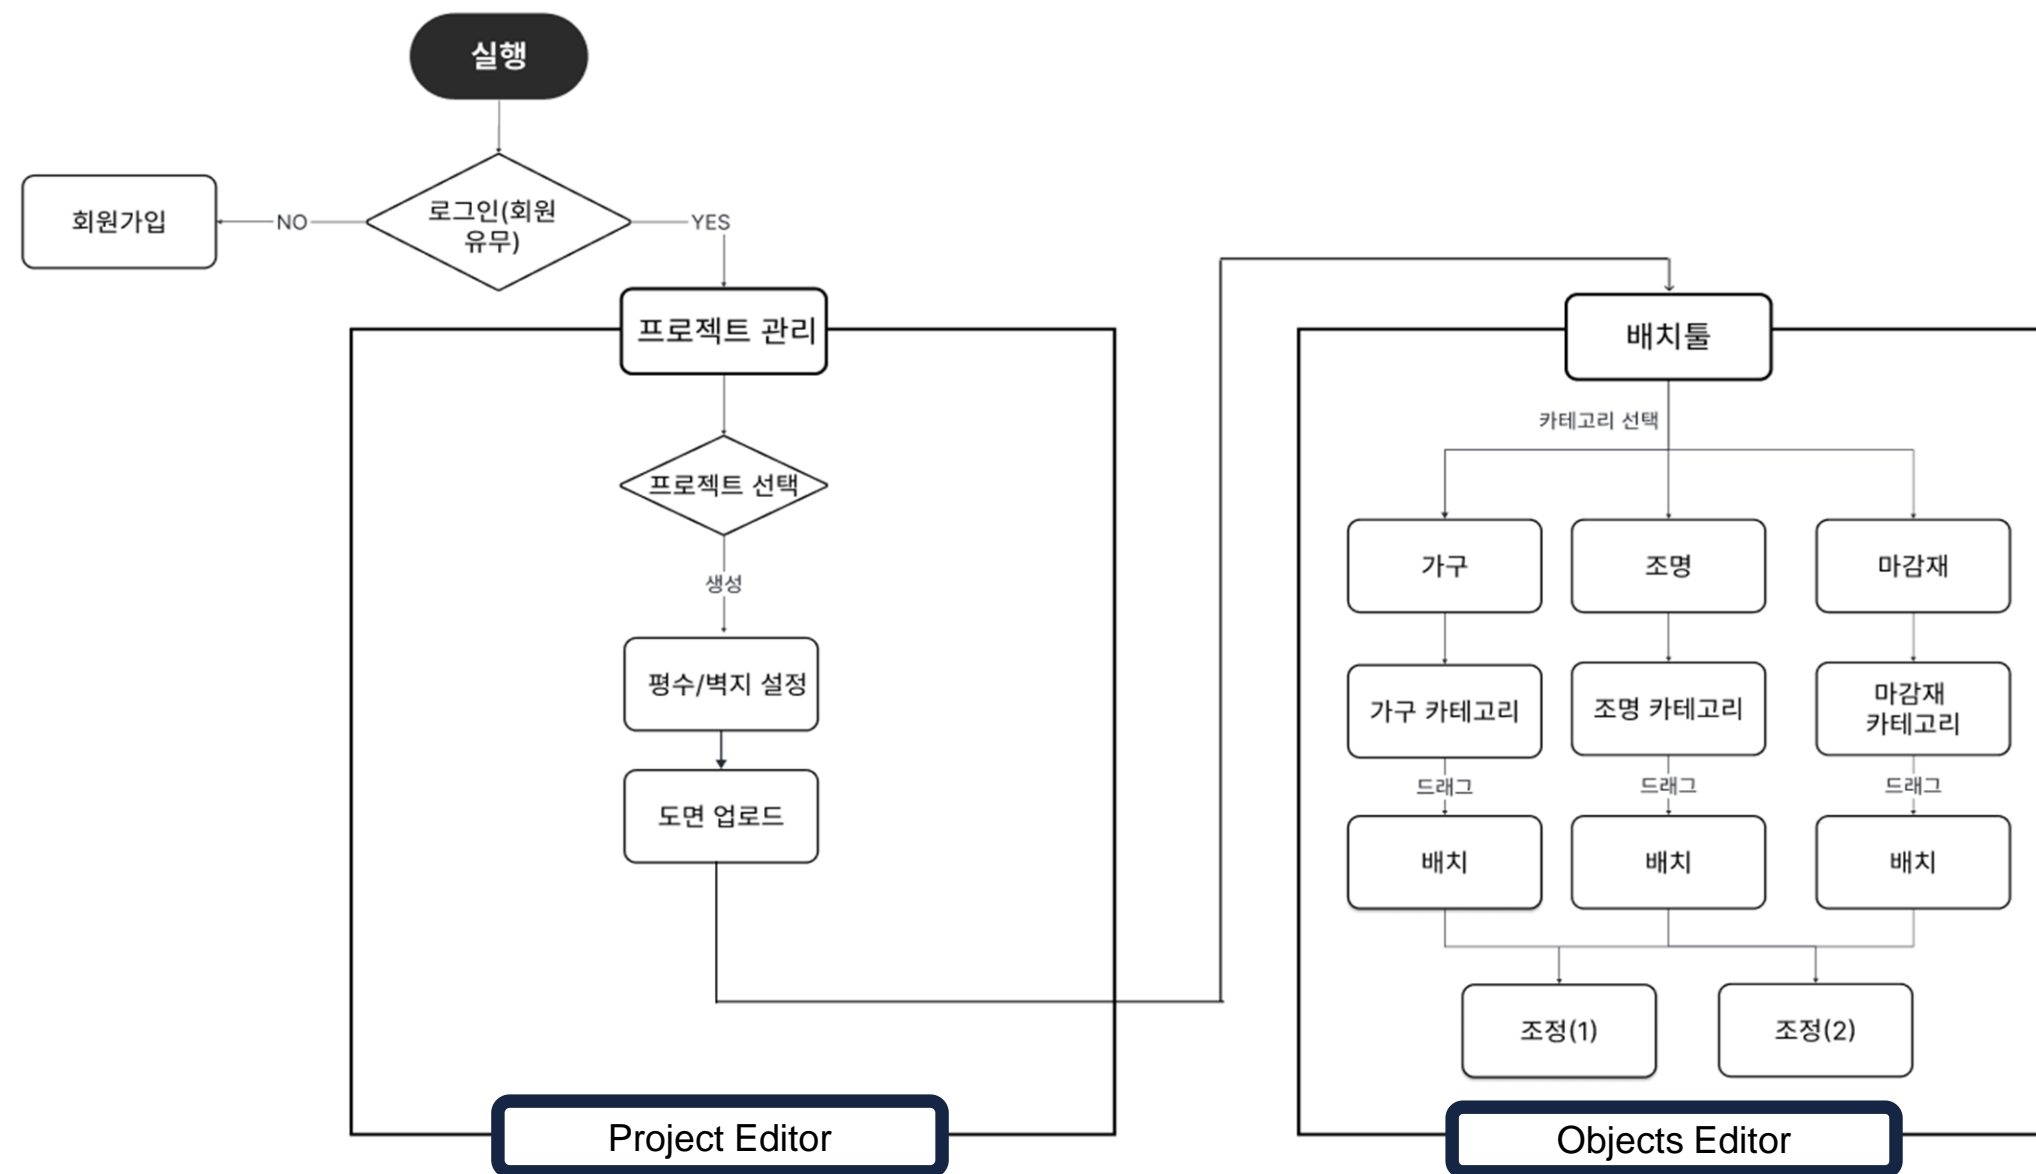 실행
로그인(회원
유무)
NO
회원가입
YES
프로젝트 관리
프로젝트 선택
생성
평수/벽지 설정
도면 업로드
Project Editor
배치툴
카테고리 선택
가구
조명
마감재
가구 카테고리
조명 카테고리
마감재
카테고리
드래그
드래그
드래그
배치
배치
배치
조정(1)
조정(2)
Objects Editor